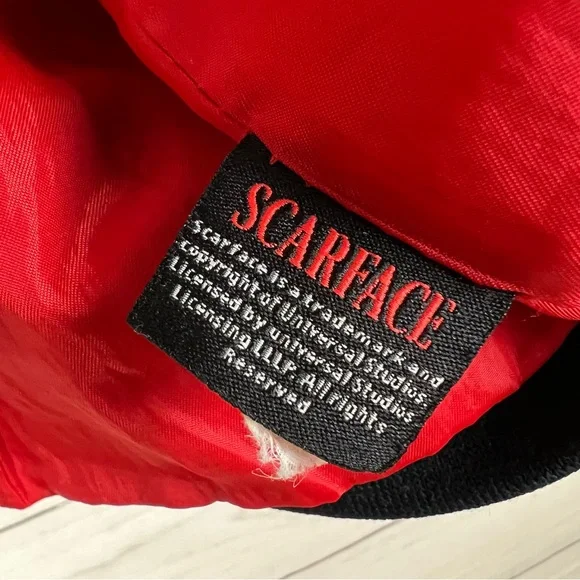 SCARFACE
Scarface is a trademark and
copyright of Universal Studios.
Licensed by universal Studios
Licensing LLLP. All rights
Reserved